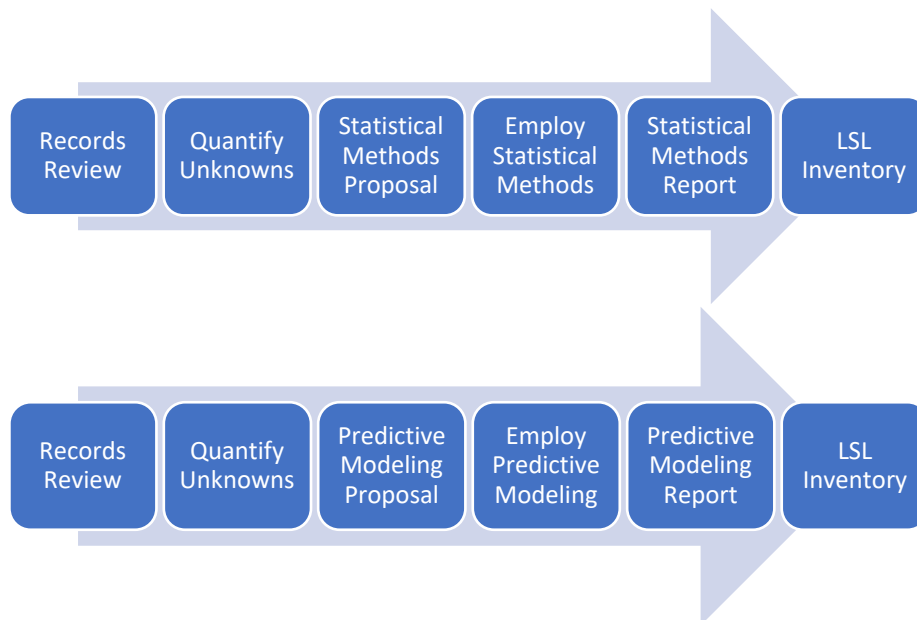 Records
Review
Quantify
Unknowns
Statistical
Methods
Proposal
Employ
Statistical
Methods
Statistical
Methods
Report
LSL
Inventory
Records
Review
Quantify
Unknowns
Predictive
Modeling
Proposal
Employ
Predictive
Modeling
Predictive
Modeling
Report
LSL
Inventory